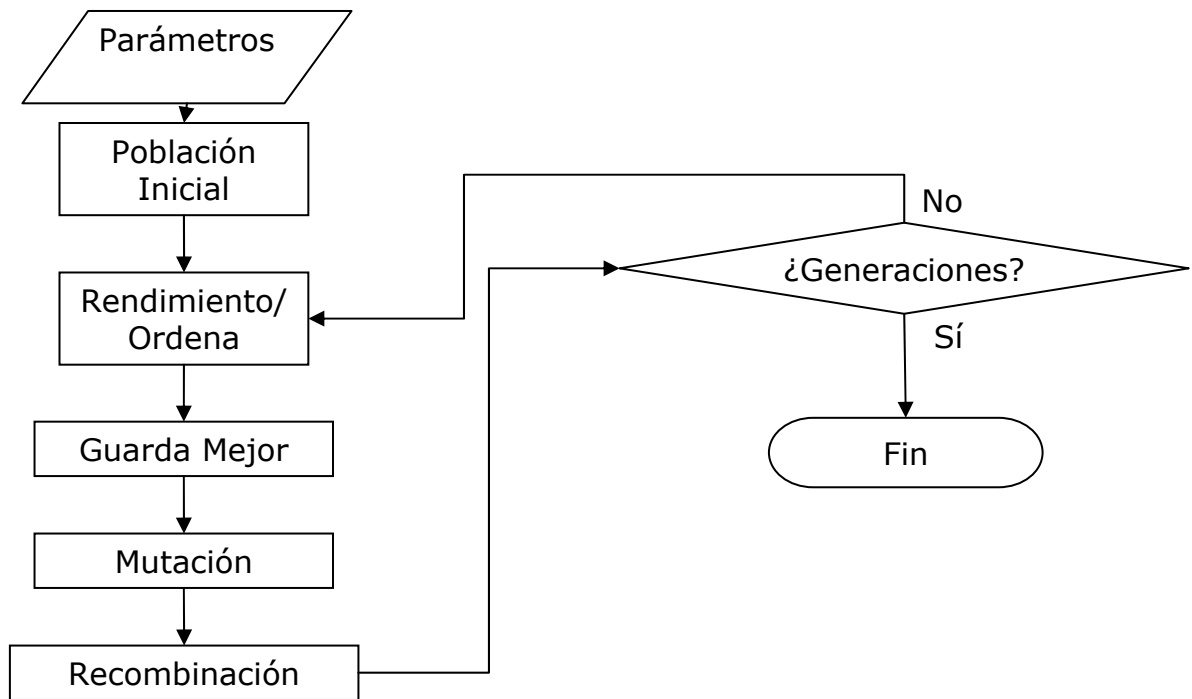 Parámetros
Población
Inicial
Rendimiento/
Ordena
Guarda Mejor
Mutación
Recombinación
No
¿Generaciones?
Sí
Fin